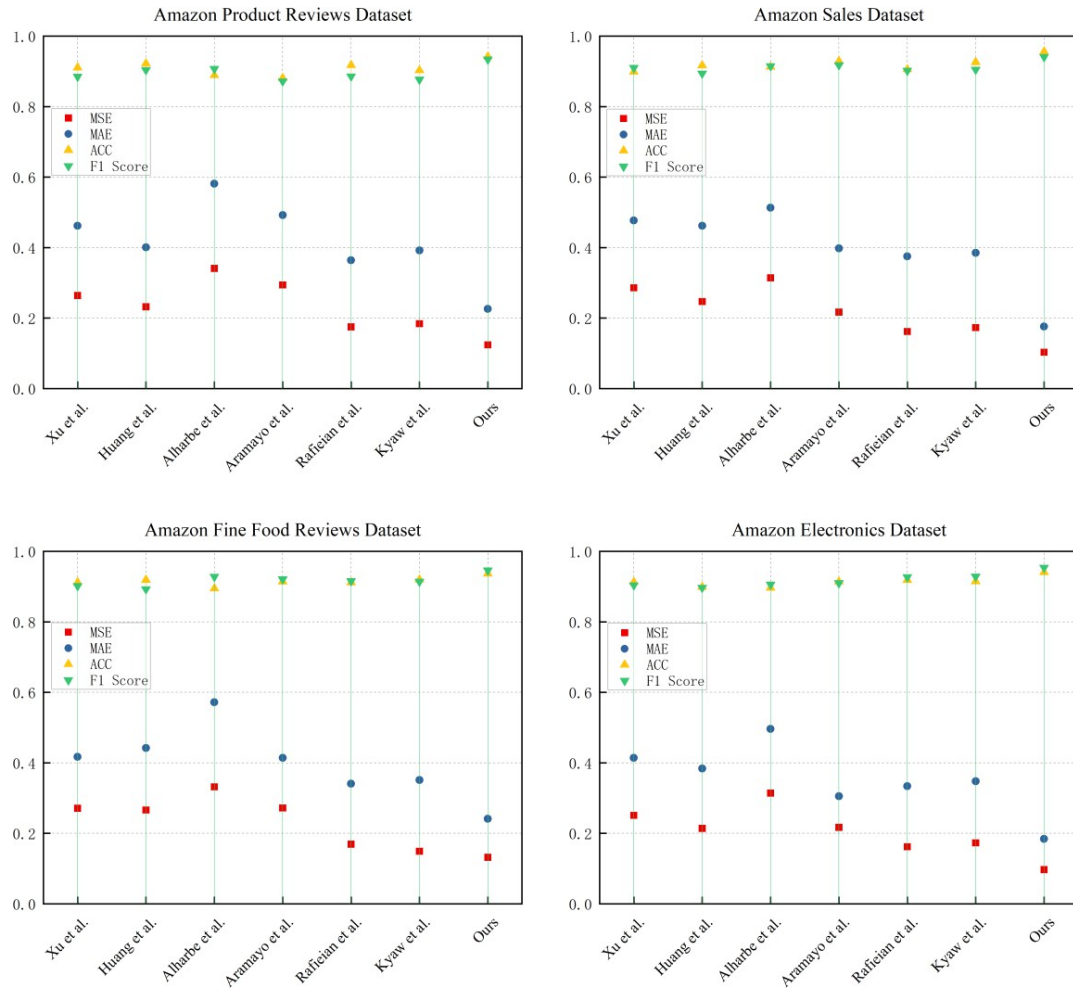 Amazon Product Reviews Dataset
1.0
0.8
0.6
0.4
0.2
0.0
MSE
MAE
ACC
F1 Score
Xu et al.
Huang et al.
Alharbe et al.
Aramayo et al.
Rafieian et al.
Kyaw et al.
Ours
Amazon Sales Dataset
1.0
0.8
0.6
0.4
0.2
0.0
MSE
MAE
ACC
F1 Score
Xu et al.
Huang et al.
Alharbe et al.
Aramayo et al.
Rafieian et al.
Kyaw et al.
Ours
Amazon Fine Food Reviews Dataset
1.0
0.8
0.6
0.4
0.2
0.0
MSE
MAE
ACC
F1 Score
Xu et al.
Huang et al.
Alharbe et al.
Aramayo et al.
Rafieian et al.
Kyaw et al.
Ours
Amazon Electronics Dataset
1.0
0.8
0.6
0.4
0.2
0.0
MSE
MAE
ACC
F1 Score
Xu et al.
Huang et al.
Alharbe et al.
Aramayo et al.
Rafieian et al.
Kyaw et al.
Ours